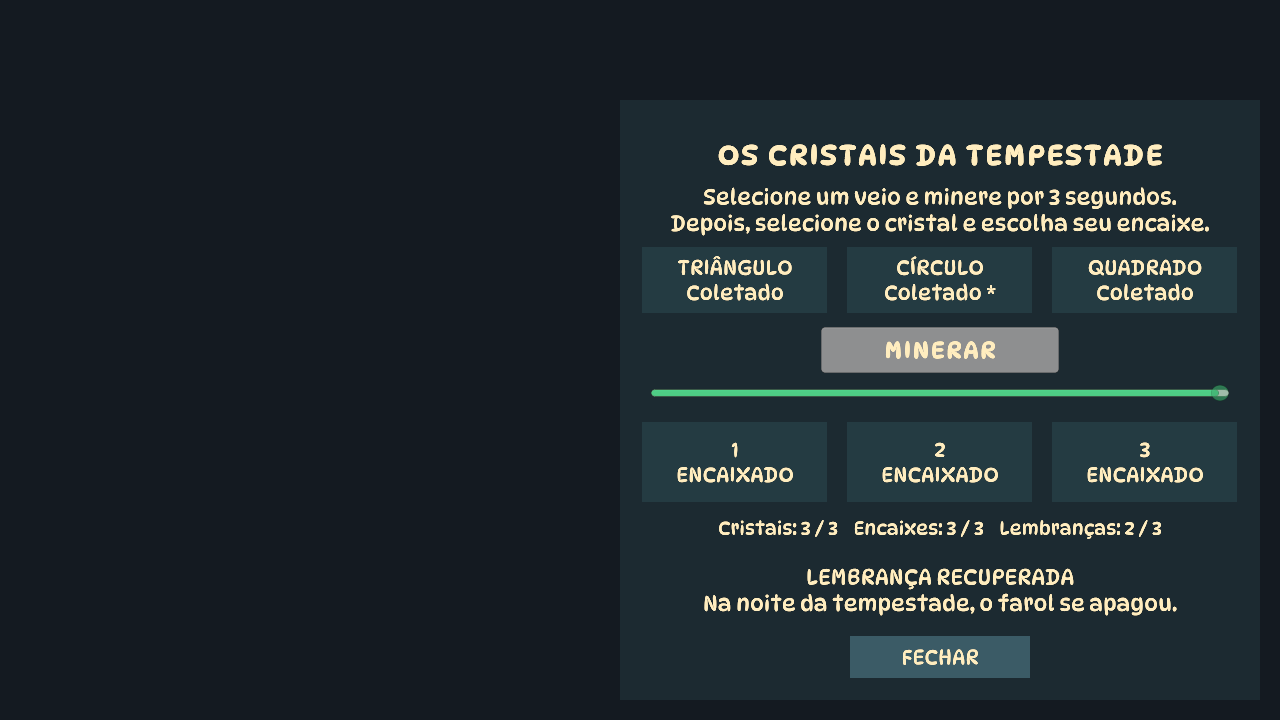 OS CRISTAIS DA TEMPESTADE
Selecione um veio e minere por 3 segundos.
Depois, selecione o cristal e escolha seu encaixe.
TRIÂNGULO
Coletado
CÍRCULO
Coletado *
QUADRADO
Coletado
MINERAR
1
ENCAIXADO
2
ENCAIXADO
3
ENCAIXADO
Cristais: 3 / 3 Encaixes: 3 / 3 Lembranças: 2 / 3
LEMBRANÇA RECUPERADA
Na noite da tempestade, o farol se apagou.
FECHAR